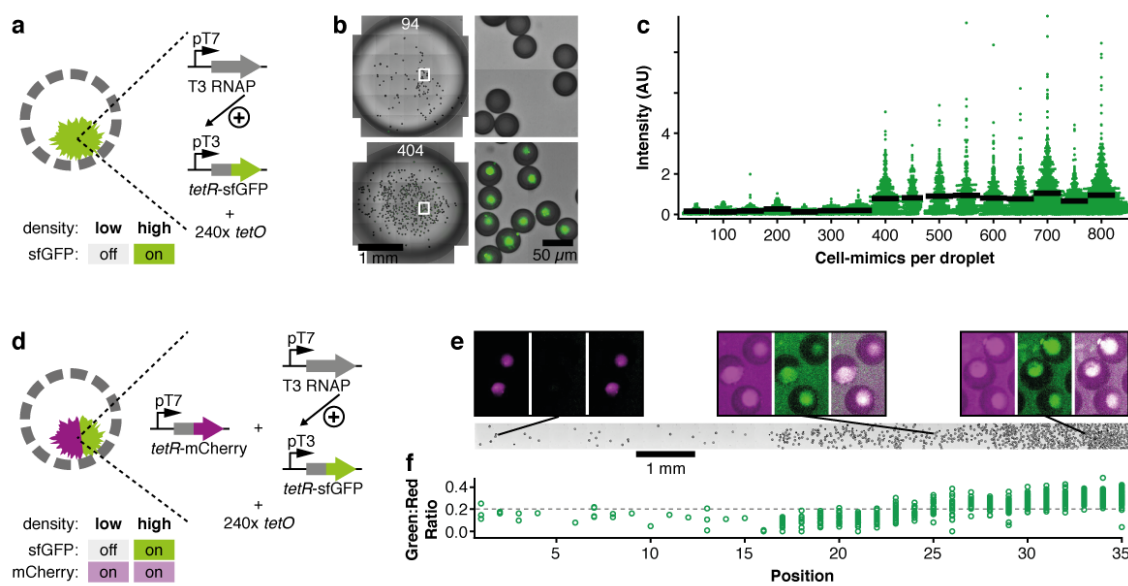 a
pT7
T3 RNAP
+
pT3
tetR-sfGFP
+
240x tetO
density: low high
sfGFP: off on
b
94
404
1 mm
50 µm
c
Intensity (AU)
4
2
0
100 200 300 400 500 600 700 800
Cell-mimics per droplet
d
pT7
tetR-mCherry
+
pT7
T3 RNAP
+
pT3
tetR-sfGFP
+
240x tetO
density: low high
sfGFP: off on
mCherry: on on
e
1 mm
f
Green:Red
Ratio
0.4
0.2
0.0
5 10 15 20 25 30 35
Position